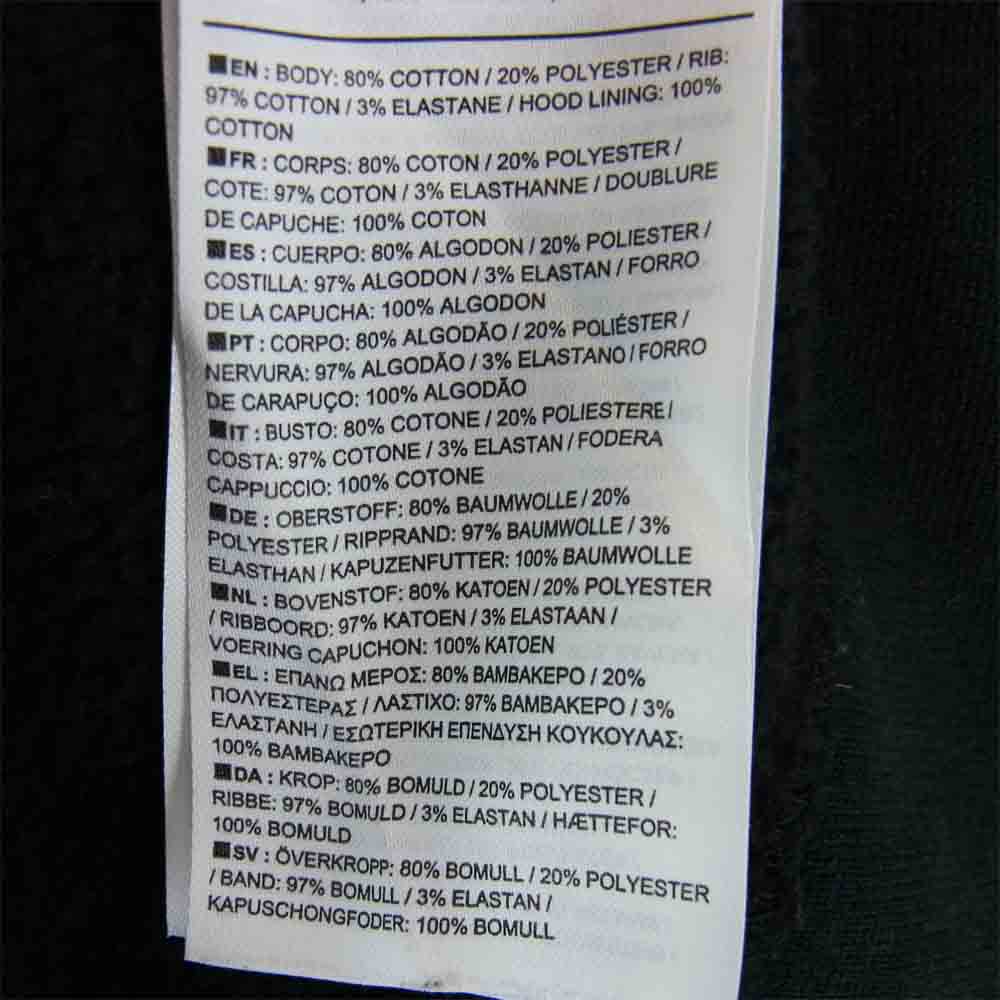 EN : BODY: 80% COTTON / 20% POLYESTER / RIB:
97% COTTON / 3% ELASTANE / HOOD LINING: 100%
COTTON
FR : CORPS: 80% COTON / 20% POLYESTER /
COTE: 97% COTON / 3% ELASTHANNE / DOUBLURE
DE CAPUCHE: 100% COTON
ES : CUERPO: 80% ALGODON / 20% POLIESTER /
COSTILLA: 97% ALGODON / 3% ELASTAN / FORRO
DE LA CAPUCHA: 100% ALGODON
PT : CORPO: 80% ALGODÃO / 20% POLIÉSTER /
NERVURA: 97% ALGODÃO / 3% ELASTANO / FORRO
DE CARAPUÇO: 100% ALGODÃO
IT : BUSTO: 80% COTONE / 20% POLIESTERE /
COSTA: 97% COTONE / 3% ELASTAN / FODERA
CAPPUCCIO: 100% COTONE
DE : OBERSTOFF: 80% BAUMWOLLE / 20%
POLYESTER / RIPPRAND: 97% BAUMWOLLE / 3%
ELASTHAN / KAPUZENFUTTER: 100% BAUMWOLLE
NL : BOVENSTOF: 80% KATOEN / 20% POLYESTER
/ RIBBOORD: 97% KATOEN / 3% ELASTAAN /
VOERING CAPUCHON: 100% KATOEN
EL : ΕΠΑΝΩ ΜΕΡΟΣ: 80% ΒΑΜΒΑΚΕΡΟ / 20%
ΠΟΛΥΕΣΤΕΡΑΣ / ΛΑΣΤΙΧΟ: 97% ΒΑΜΒΑΚΕΡΟ / 3%
ΕΛΑΣΤΑΝΗ / ΕΣΩΤΕΡΙΚΗ ΕΠΕΝΔΥΣΗ ΚΟΥΚΟΥΛΑΣ:
100% ΒΑΜΒΑΚΕΡΟ
DA : KROP: 80% BOMULD / 20% POLYESTER /
RIBBE: 97% BOMULD / 3% ELASTAN / HÆTTEFOR:
100% BOMULD
SV : ÖVERKROPP: 80% BOMULL / 20% POLYESTER
/ BAND: 97% BOMULL / 3% ELASTAN /
KAPUSCHONGFODER: 100% BOMULL